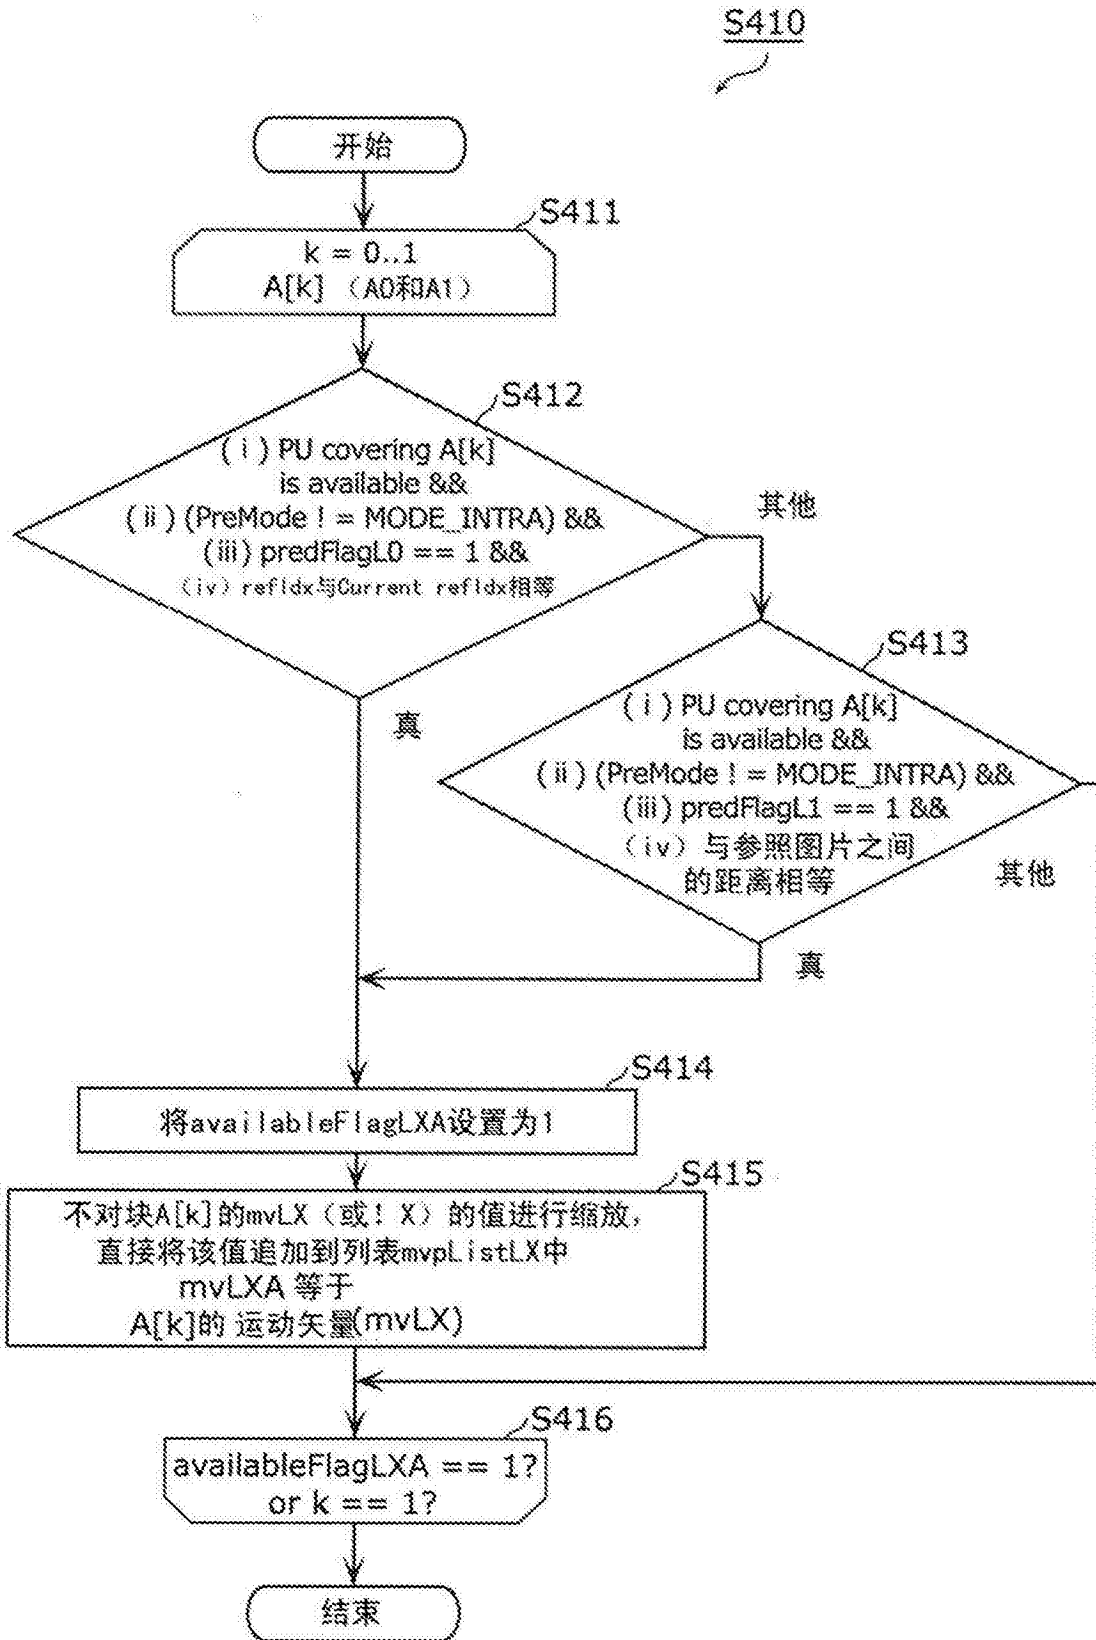 S410
开始
S411
k = 0..1
A[k] (A0和A1)
S412
(i) PU covering A[k]
is available &&
(ii) (PreMode ! = MODE_INTRA) &&
(iii) predFlagL0 == 1 &&
(iv) refIdx与Current refIdx相等
其他
真
S413
(i) PU covering A[k]
is available &&
(ii) (PreMode ! = MODE_INTRA) &&
(iii) predFlagL1 == 1 &&
(iv) 与参照图片之间
的距离相等
其他
真
S414
将availableFlagLXA设置为1
S415
不对块A[k]的mvLX (或! X) 的值进行缩放,
直接将该值追加到列表mvpListLX中
mvLXA 等于
A[k]的 运动矢量(mvLX)
S416
availableFlagLXA == 1?
or k == 1?
结束